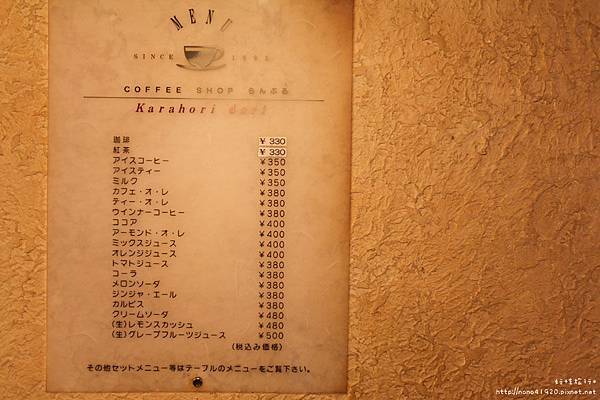 MENU
SINCE
COFFEE SHOP らんぷる
Karahori dori
珈琲 ¥330
紅茶 ¥330
アイスコーヒー ¥350
アイスティー ¥350
ミルク ¥350
カフェ・オ・レ ¥380
ティー・オ・レ ¥380
ウインナーコーヒー ¥380
ココア ¥400
アーモンド・オ・レ ¥400
ミックスジュース ¥400
オレンジジュース ¥400
トマトジュース ¥380
コーラ ¥380
メロンソーダ ¥380
ジンジャ・エール ¥380
カルピス ¥380
クリームソーダ ¥480
(生)レモンスカッシュ ¥480
(生)グレープフルーツジュース ¥500
(税込み価格)
その他セットメニュー等はテーブルのメニューをご覧下さい。
http://nono41920.pixnet.net